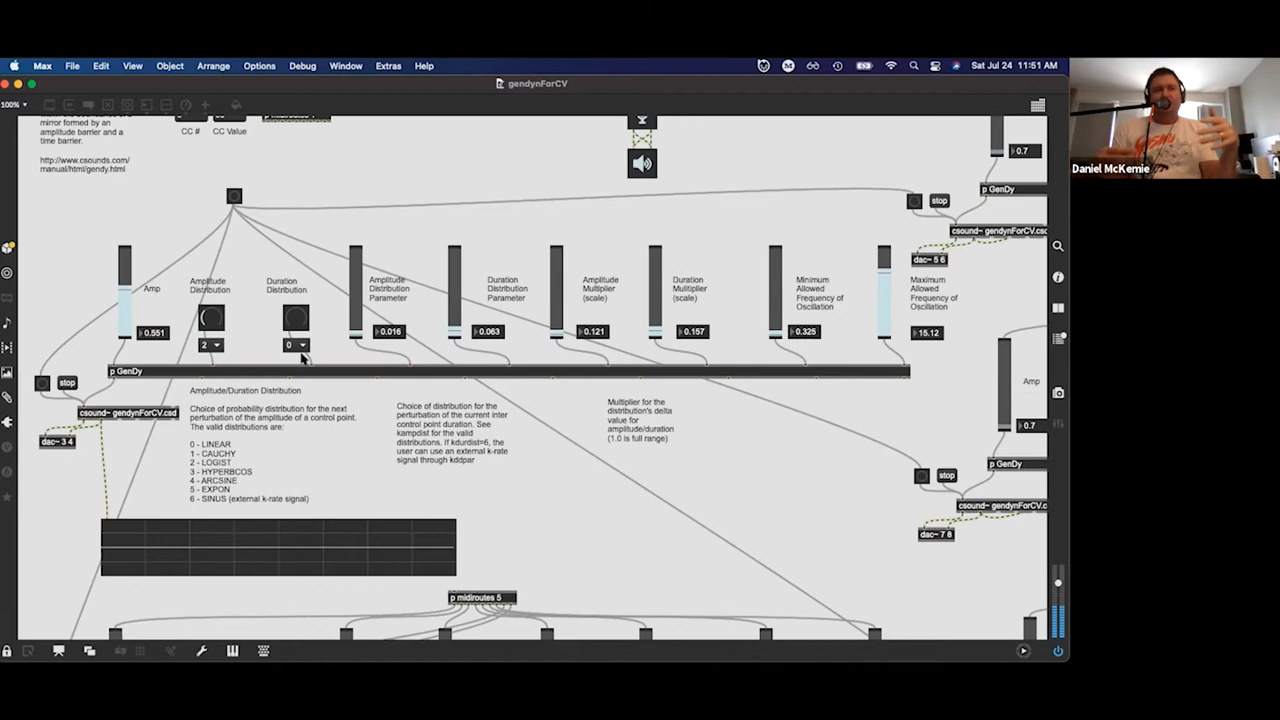 Max File Edit View Object Arrange Options Debug Window Extras Help
Sat Jul 24 11:51 AM
gendynForCV
100%
mirror formed by an
amplitude barrier and a
time barrier.
http://www.csounds.com/
manual/html/gendy.html
CC #
CC Value
0.7
p GenDy
stop
csound~ gendynForCV.csd
dac~ 5 6
Amp
0.551
Amplitude
Distribution
2
Duration
Distribution
0
Amplitude
Distribution
Parameter
0.016
Duration
Distribution
Parameter
0.063
Amplitude
Multiplier
(scale)
0.121
Duration
Multiplier
(scale)
0.157
Minimum
Allowed
Frequency of
Oscillation
0.325
Maximum
Allowed
Frequency of
Oscillation
15.12
p GenDy
stop
csound~ gendynForCV.csd
dac~ 3 4
Amplitude/Duration Distribution
Choice of probability distribution for the next
perturbation of the amplitude of a control point.
The valid distributions are:
0 - LINEAR
1 - CAUCHY
2 - LOGIST
3 - HYPERBCOS
4 - ARCSINE
5 - EXPON
6 - SINUS (external k-rate signal)
Choice of distribution for the
perturbation of the current inter
control point duration. See
kampdist for the valid
distributions. If kdurdist=6, the
user can use an external k-rate
signal through kddpar
Multiplier for the
distribution's delta
value for
amplitude/duration
(1.0 is full range)
Amp
0.7
p GenDy
stop
csound~ gendynForCV.c
dac~ 7 8
p midiroutes 5
Daniel McKemie